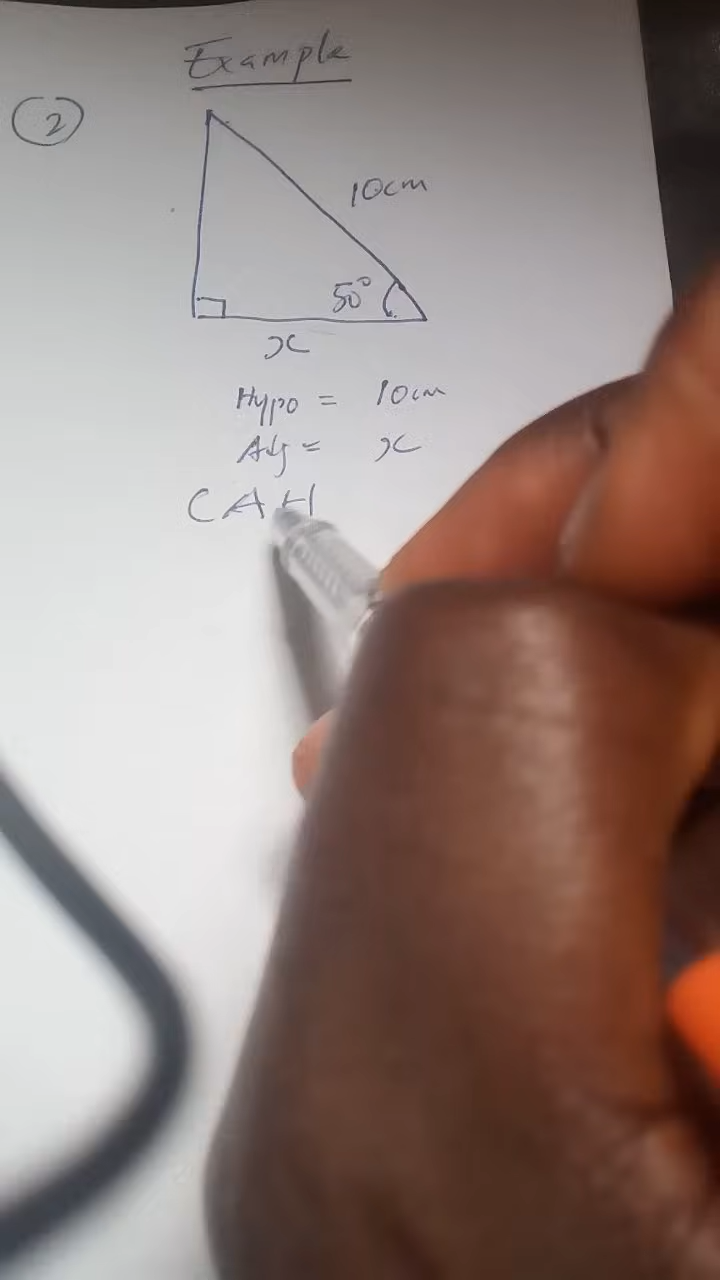 Example
2
10cm
50°
x
Hypo = 10cm
Adj = x
CAH